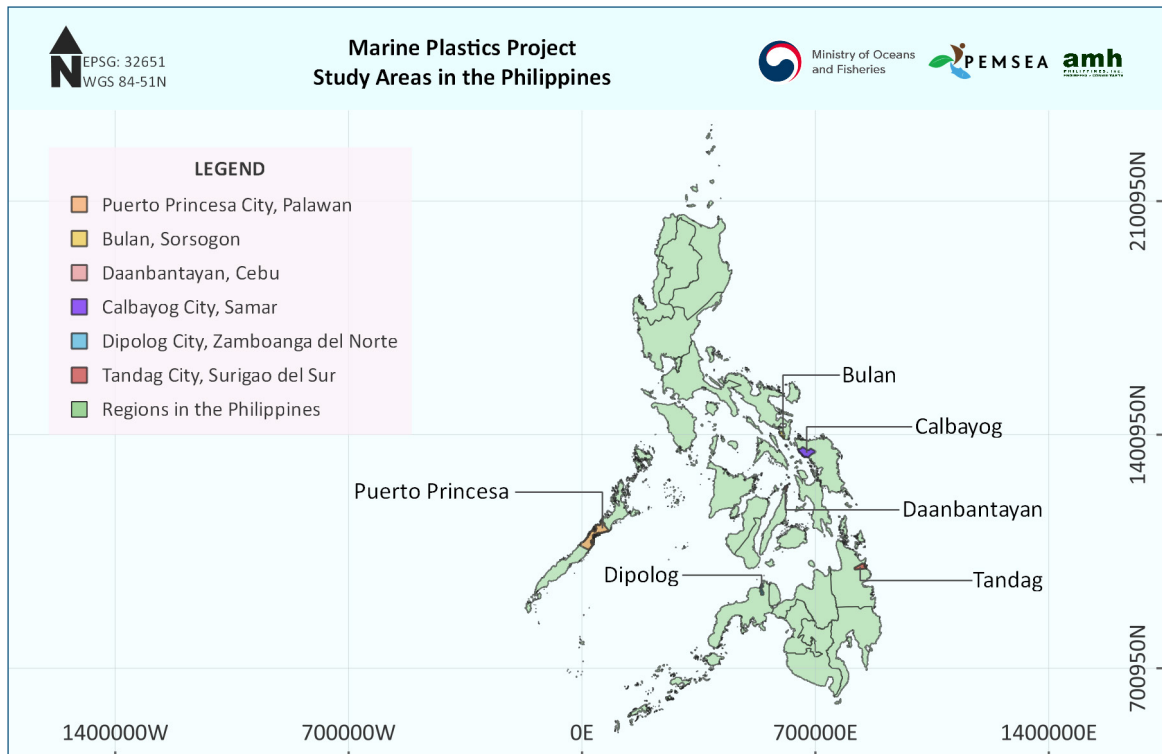 N
EPSG: 32651
WGS 84-51N
Marine Plastics Project
Study Areas in the Philippines
Ministry of Oceans
and Fisheries
PEMSEA
amh
PHILIPPINES, INC.
LEGEND
Puerto Princesa City, Palawan
Bulan, Sorsogon
Daanbantayan, Cebu
Calbayog City, Samar
Dipolog City, Zamboanga del Norte
Tandag City, Surigao del Sur
Regions in the Philippines
2100950N
Bulan
1400950N
Calbayog
Puerto Princesa
Daanbantayan
Dipolog
Tandag
700950N
1400000W
700000W
0E
700000E
1400000E